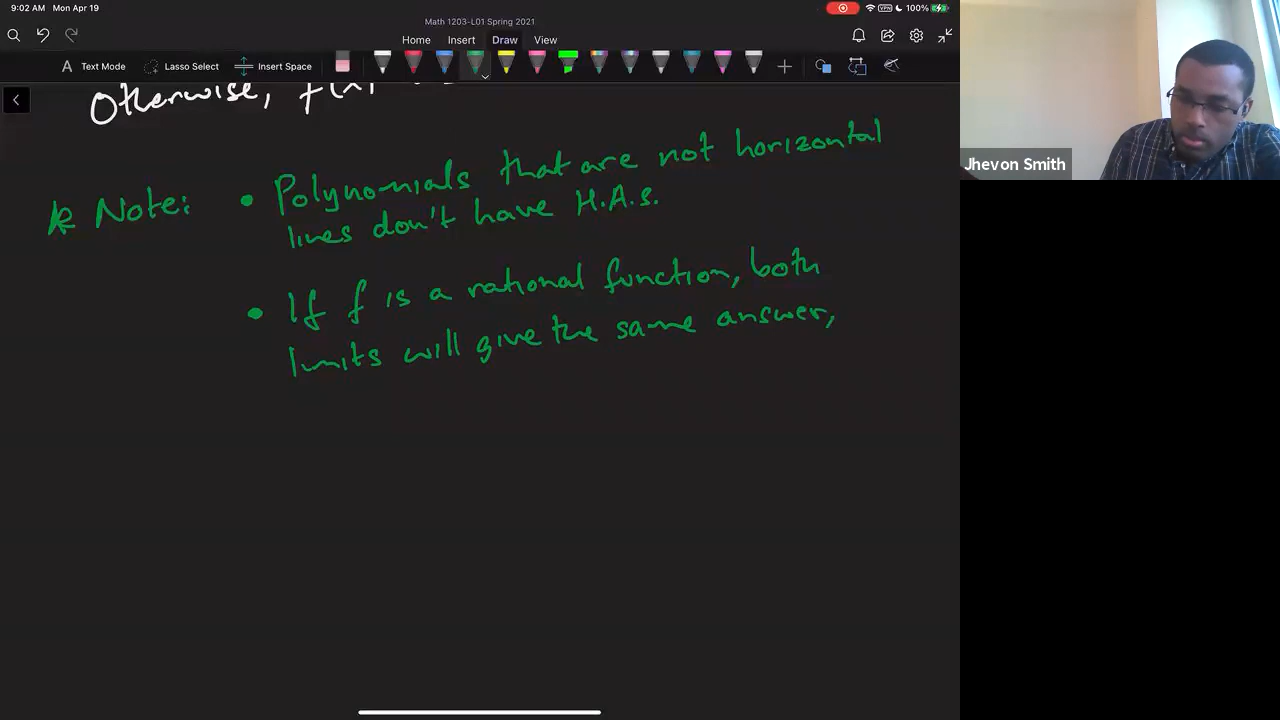 9:02 AM Mon Apr 19
VPN 100%
Math 1203-L01 Spring 2021
Home Insert Draw View
Text Mode Lasso Select Insert Space
Otherwise, f(x)
Note: • Polynomials that are not horizontal
lines don't have H.A.s.
• If f is a rational function, both
limits will give the same answer,
Jhevon Smith